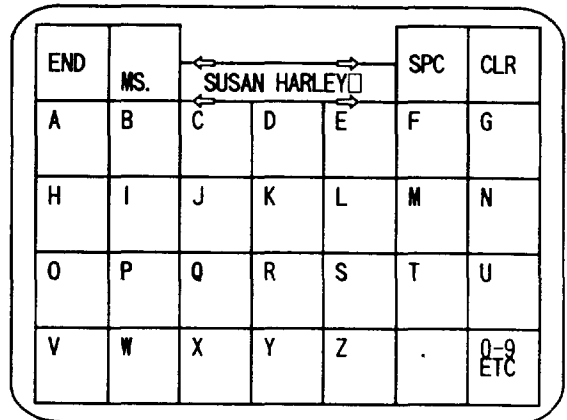 END MS. SUSAN HARLEY SPC CLR
A B C D E F G
H I J K L M N
O P Q R S T U
V W X Y Z . 0-9
ETC